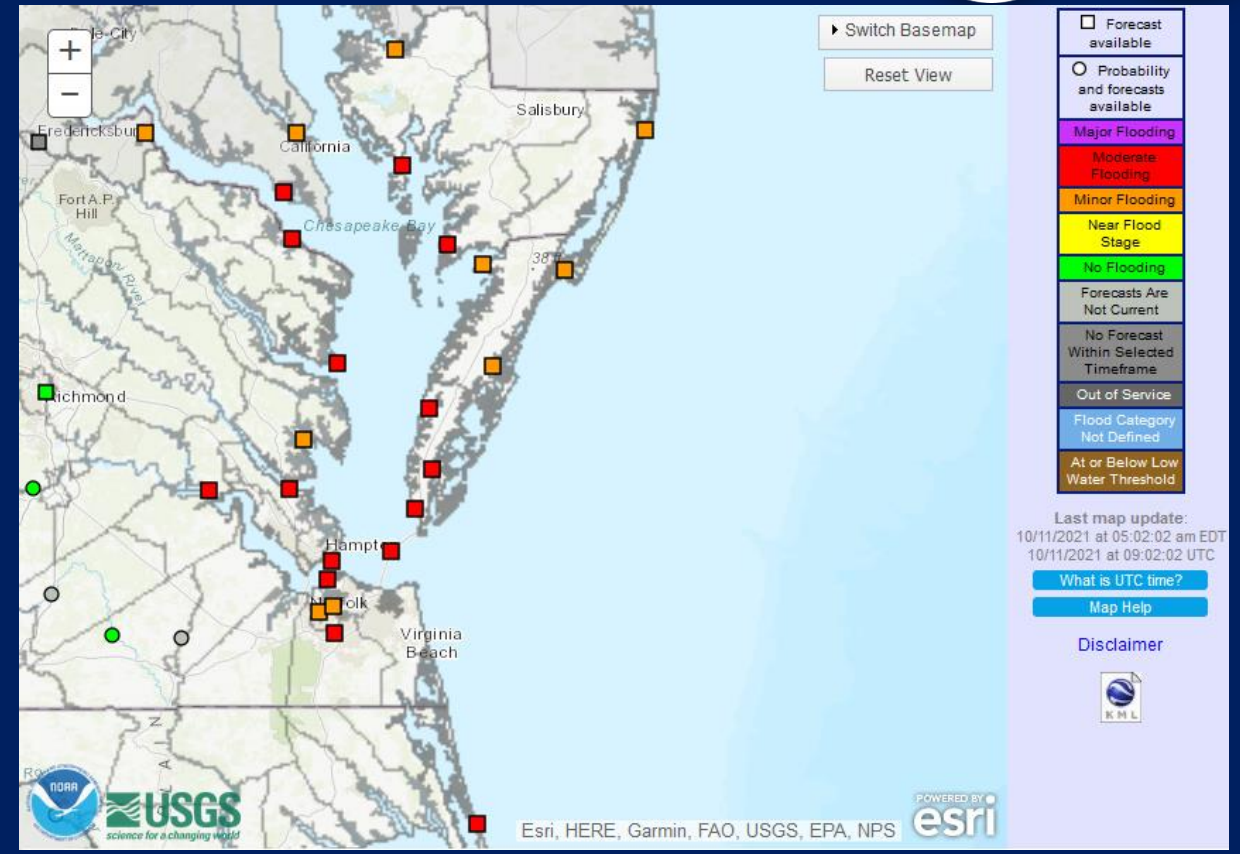 +
−
Switch Basemap
Reset View
Salisbury
California
Fort A.P.
Hill
Chesapeake Bay
Mattaponi River
38 ft
Richmond
Hampton
Norfolk
Virginia
Beach
NOAA
USGS
science for a changing world
Esri, HERE, Garmin, FAO, USGS, EPA, NPS
POWERED BY
esri
Forecast
available
Probability
and forecasts
available
Major Flooding
Moderate
Flooding
Minor Flooding
Near Flood
Stage
No Flooding
Forecasts Are
Not Current
No Forecast
Within Selected
Timeframe
Out of Service
Flood Category
Not Defined
At or Below Low
Water Threshold
Last map update:
10/11/2021 at 05:02:02 am EDT
10/11/2021 at 09:02:02 UTC
What is UTC time?
Map Help
Disclaimer
KML